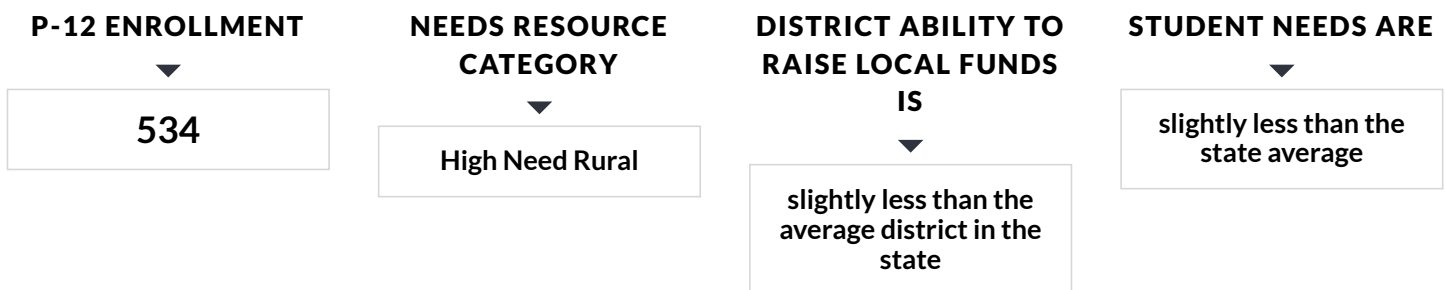 P-12 ENROLLMENT
534
NEEDS RESOURCE
CATEGORY
High Need Rural
DISTRICT ABILITY TO
RAISE LOCAL FUNDS
IS
slightly less than the
average district in the
state
STUDENT NEEDS ARE
slightly less than the
state average